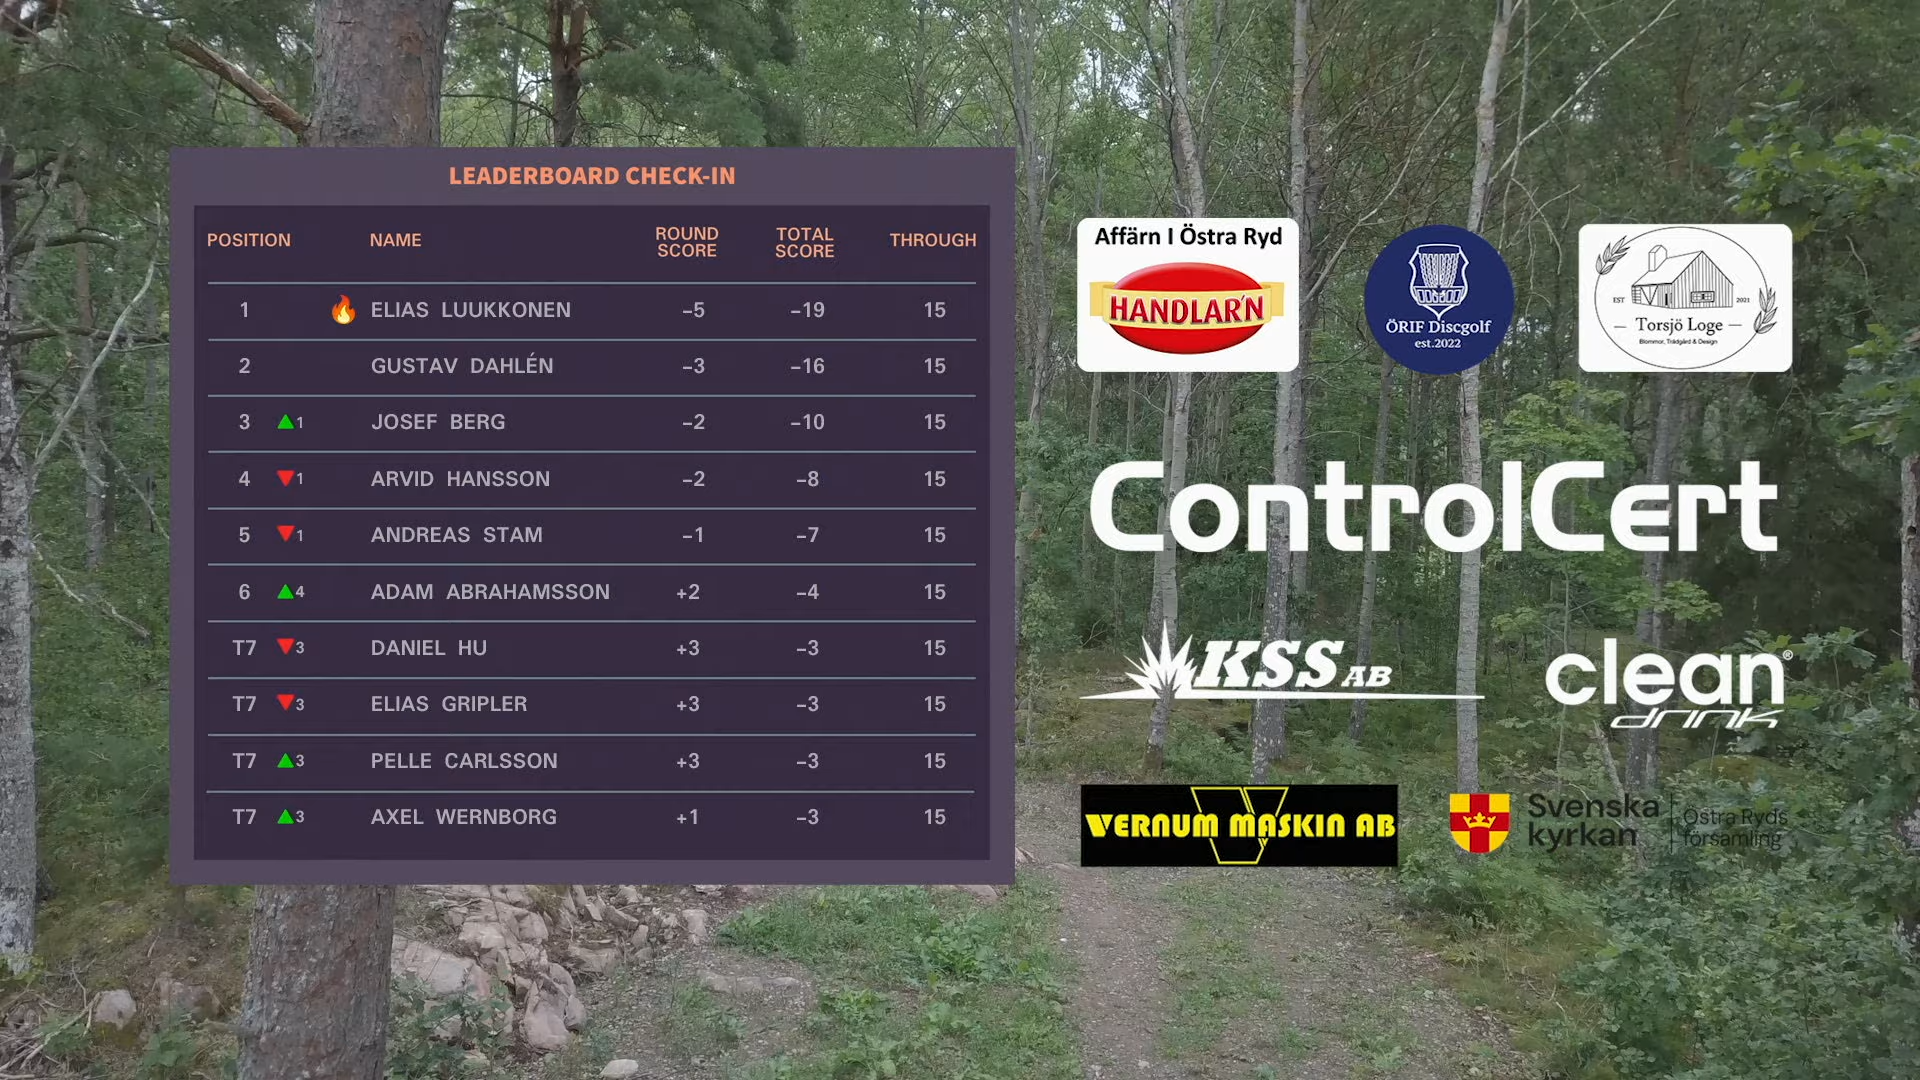 LEADERBOARD CHECK-IN
POSITION NAME ROUND SCORE TOTAL SCORE THROUGH
1 🔥 ELIAS LUUKKONEN -5 -19 15
2 GUSTAV DAHLÉN -3 -16 15
3 ▲1 JOSEF BERG -2 -10 15
4 ▼1 ARVID HANSSON -2 -8 15
5 ▼1 ANDREAS STAM -1 -7 15
6 ▲4 ADAM ABRAHAMSSON +2 -4 15
T7 ▼3 DANIEL HU +3 -3 15
T7 ▼3 ELIAS GRIPLER +3 -3 15
T7 ▲3 PELLE CARLSSON +3 -3 15
T7 ▲3 AXEL WERNBORG +1 -3 15
Affärn I Östra Ryd
HANDLAR'N
ÖRIF Discgolf
est.2022
EST 2021
Torsjö Loge
Blommor, Trädgård & Design
ControlCert
KSS AB
clean®
drink
VERNUM MASKIN AB
Svenska
kyrkan
Östra Ryds
församling